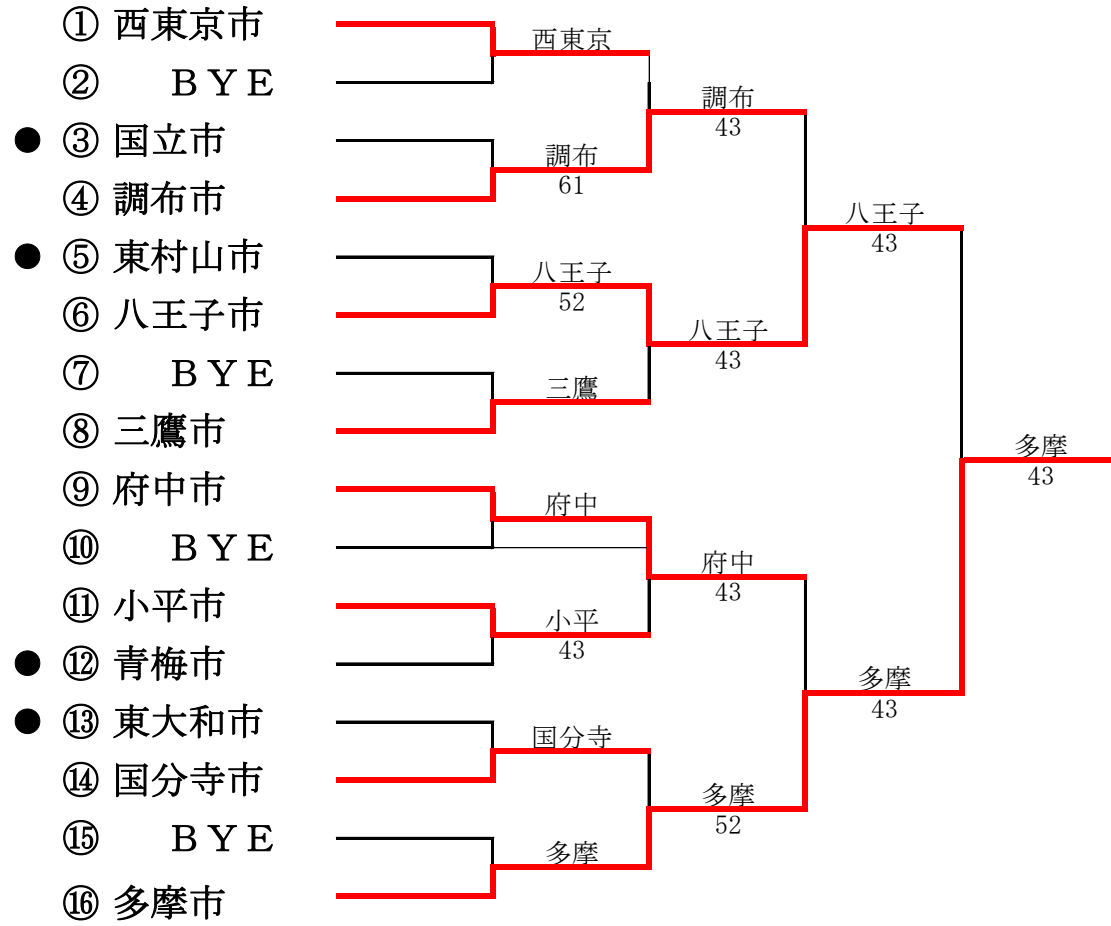 ① 西東京市
② ＢＹＥ
● ③ 国立市
④ 調布市
● ⑤ 東村山市
⑥ 八王子市
⑦ ＢＹＥ
⑧ 三鷹市
⑨ 府中市
⑩ ＢＹＥ
⑪ 小平市
● ⑫ 青梅市
● ⑬ 東大和市
⑭ 国分寺市
⑮ ＢＹＥ
⑯ 多摩市
西東京
調布
61
八王子
52
三鷹
府中
小平
43
国分寺
多摩
調布
43
八王子
43
府中
43
多摩
52
八王子
43
多摩
43
多摩
43